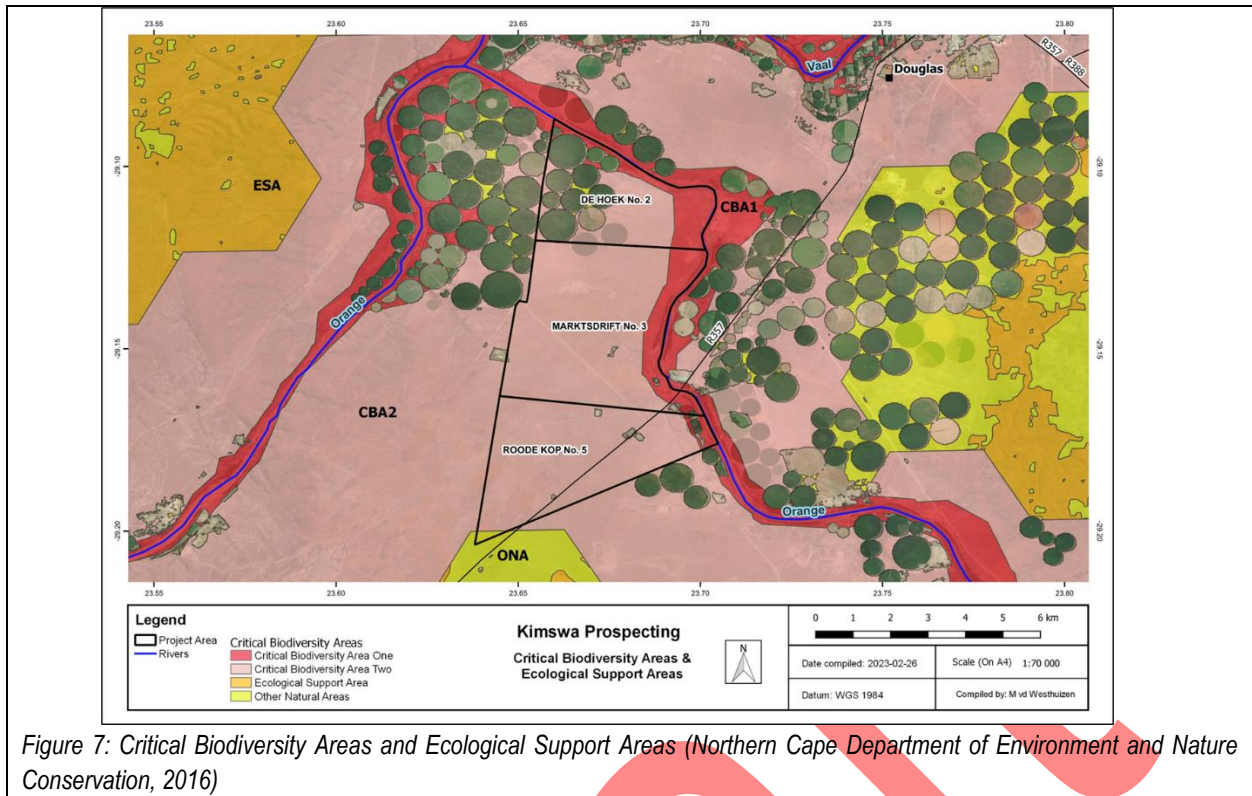 23.55 23.60 23.65 23.70 23.75 23.80
Vaal
Douglas
R357 R388
-29.10 -29.10
ESA
DE HOEK No. 2
CBA1
Orange
MARKTSDRIFT No. 3
R357
-29.15 -29.15
CBA2
ROODE KOP No. 5
Orange
-29.20 -29.20
ONA
23.55 23.60 23.65 23.70 23.75 23.80
Legend
Project Area
Rivers
Critical Biodiversity Areas
Critical Biodiversity Area One
Critical Biodiversity Area Two
Ecological Support Area
Other Natural Areas
Kimswa Prospecting
Critical Biodiversity Areas &
Ecological Support Areas
N
0 1 2 3 4 5 6 km
Date compiled: 2023-02-26
Scale (On A4) 1:70 000
Datum: WGS 1984
Compiled by: M vd Westhuizen
Figure 7: Critical Biodiversity Areas and Ecological Support Areas (Northern Cape Department of Environment and Nature
Conservation, 2016)